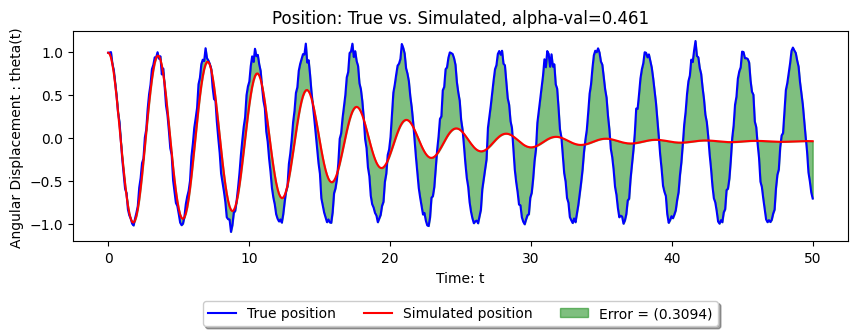 Position: True vs. Simulated, alpha-val=0.461
Angular Displacement : theta(t)
1.0
0.5
0.0
−0.5
−1.0
0 10 20 30 40 50
Time: t
True position Simulated position Error = (0.3094)